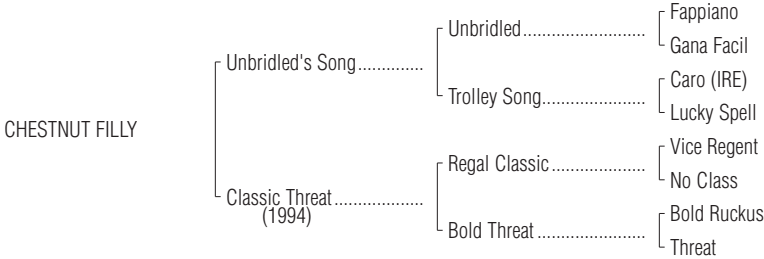 Fappiano
Unbridled..............................
Gana Facil
Unbridled's Song................
Caro (IRE)
Trolley Song.........................
Lucky Spell
CHESTNUT FILLY
Vice Regent
Regal Classic ......................
No Class
Classic Threat......................
(1994)
Bold Ruckus
Bold Threat .........................
Threat